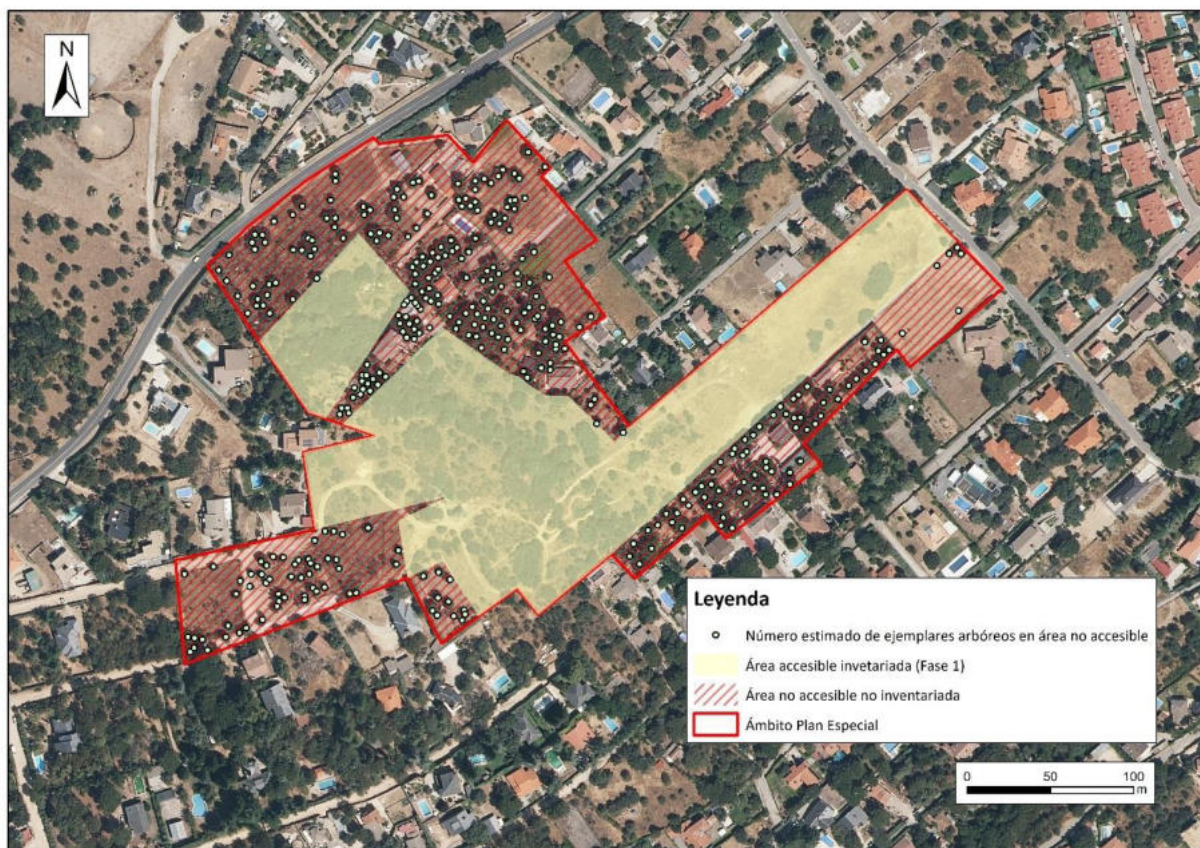 N
Leyenda
Número estimado de ejemplares arbóreos en área no accesible
Área accesible invetariada (Fase 1)
Área no accesible no inventariada
Ámbito Plan Especial
0 50 100
m